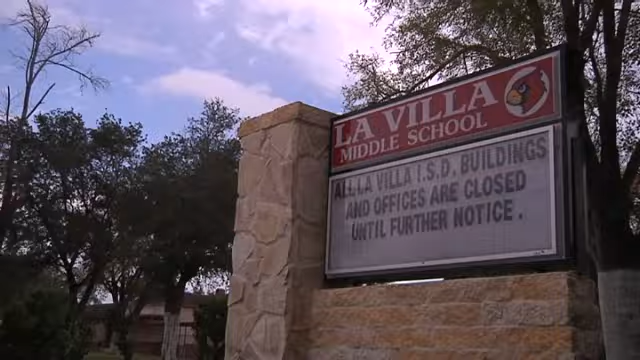 LA VILLA
MIDDLE SCHOOL
ALL LA VILLA I.S.D. BUILDINGS
AND OFFICES ARE CLOSED
UNTIL FURTHER NOTICE.